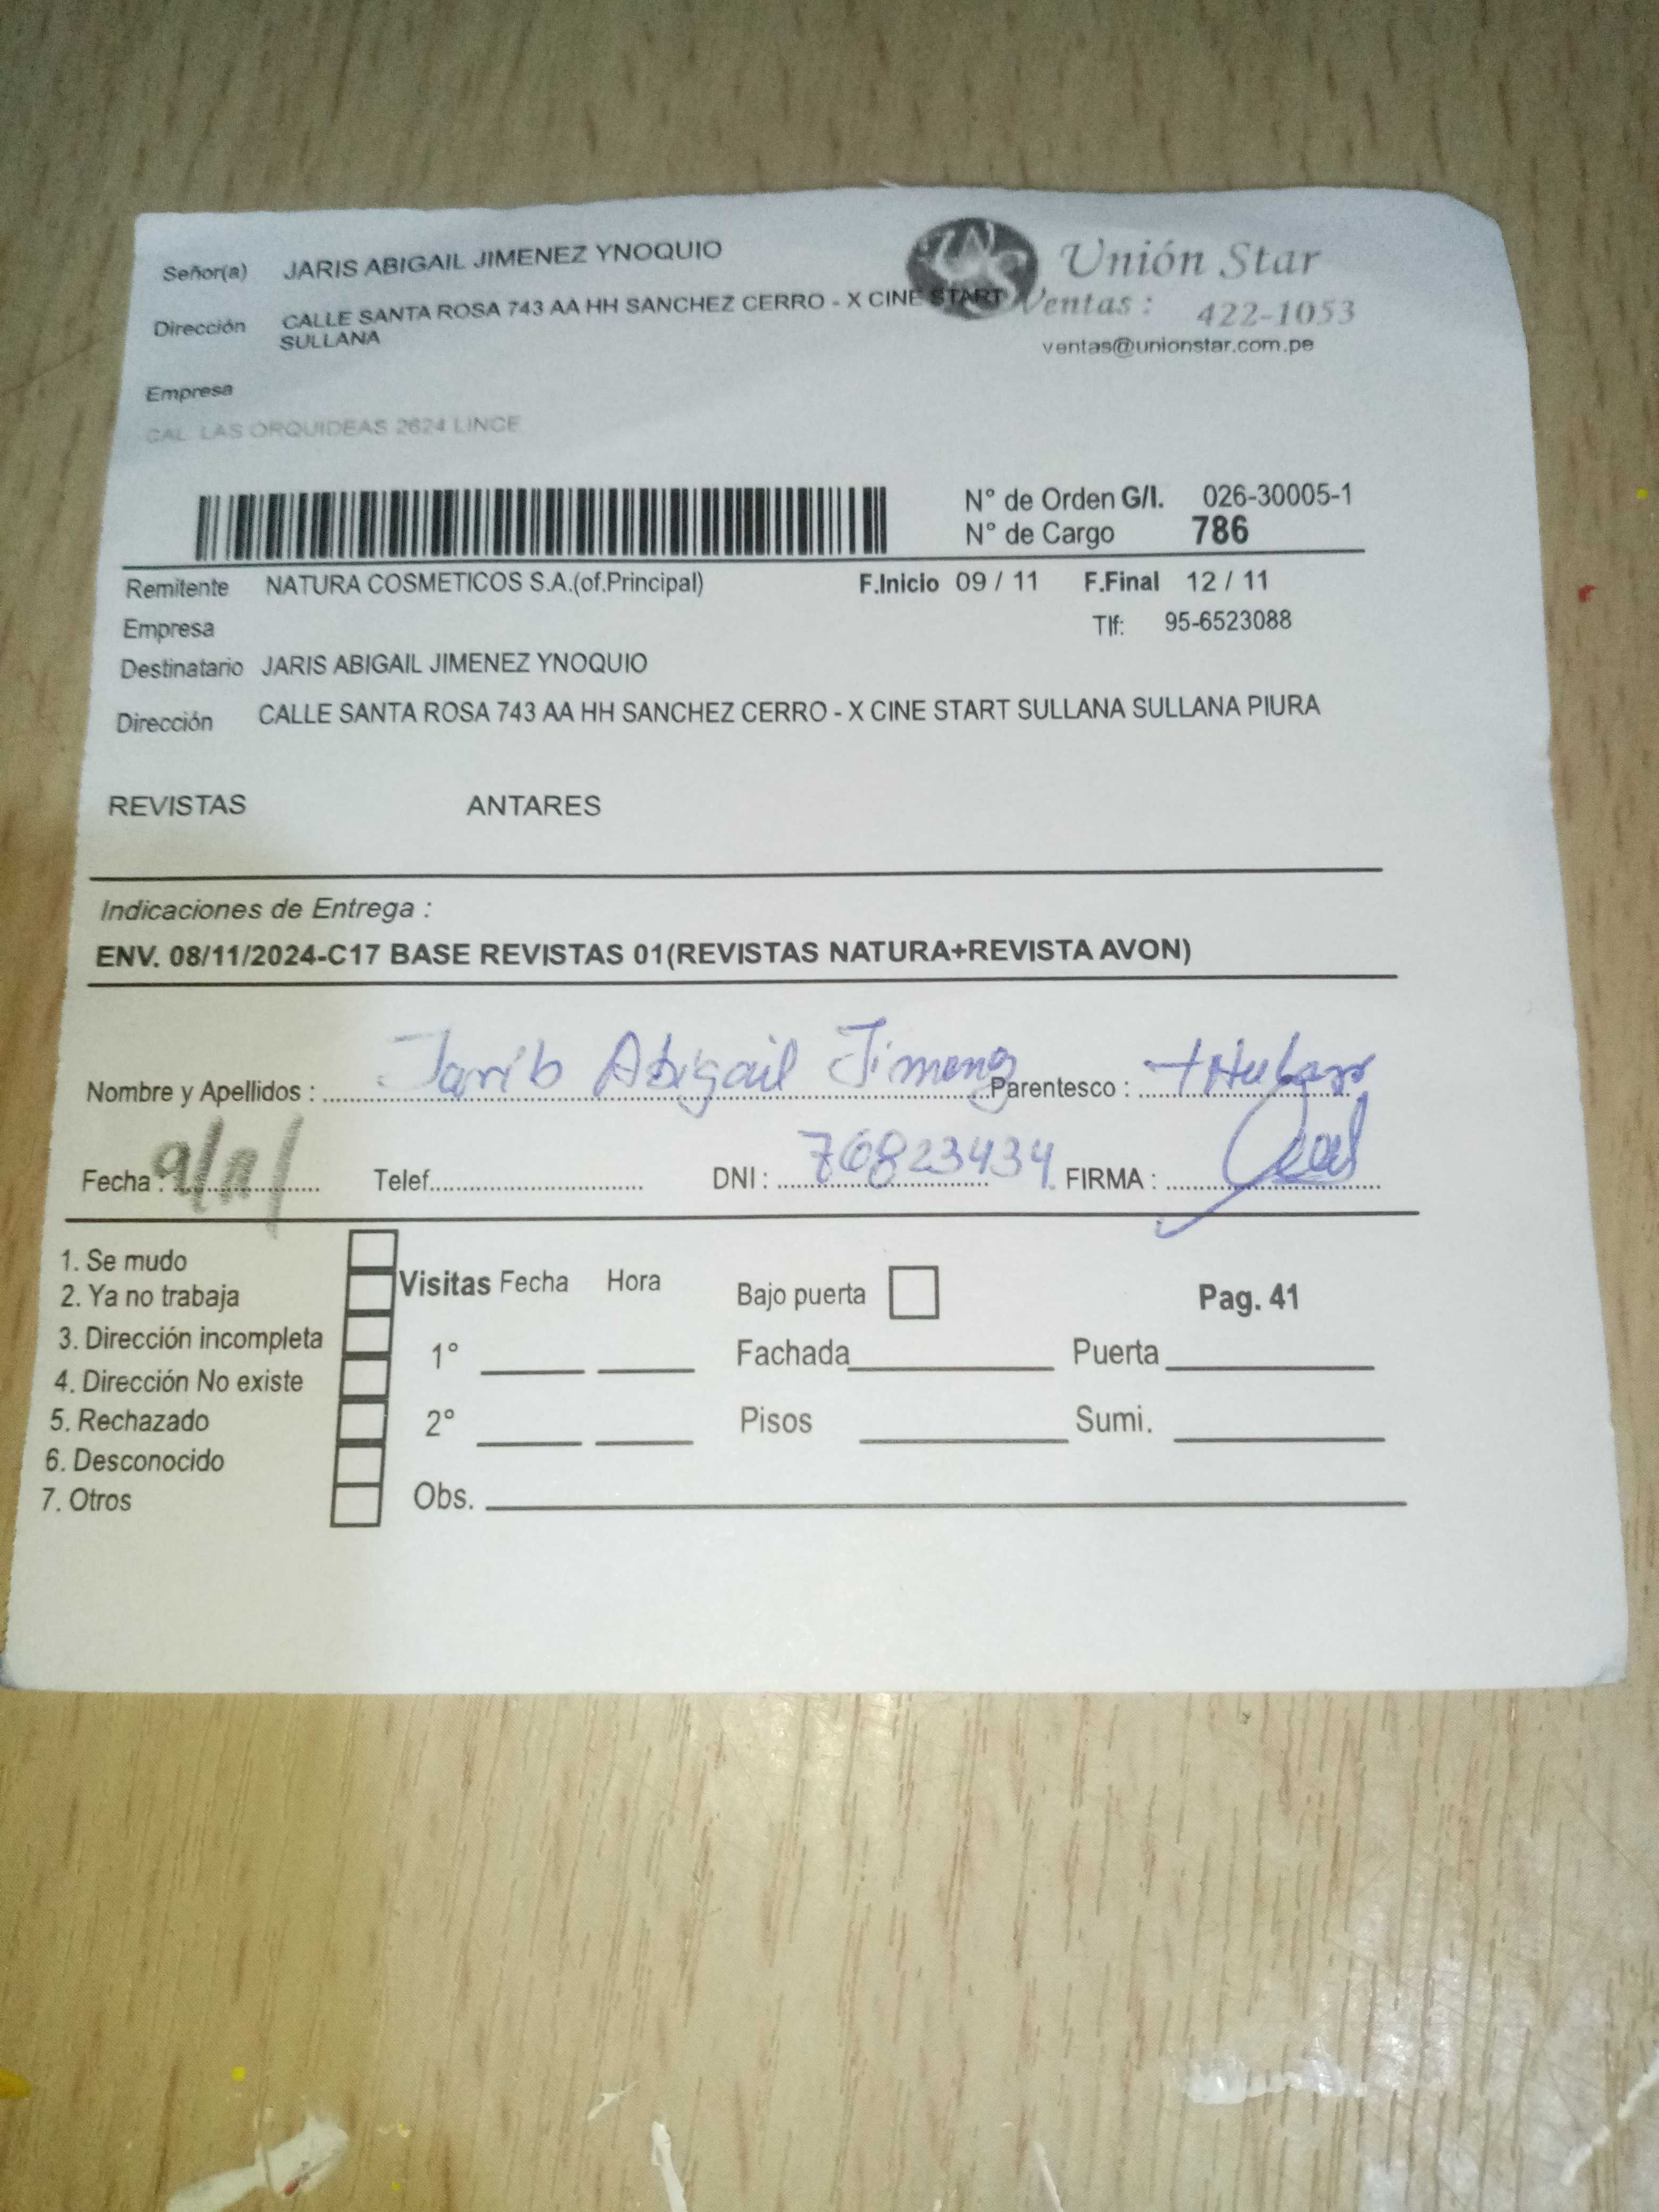 Señor(a) JARIS ABIGAIL JIMENEZ YNOQUIO
Unión Star
Dirección CALLE SANTA ROSA 743 AA HH SANCHEZ CERRO - X CINE START
SULLANA
Ventas : 422-1053
ventas@unionstar.com.pe
Empresa
CAL. LAS ORQUIDEAS 2624 LINCE
N° de Orden G/I. 026-30005-1
N° de Cargo 786
Remitente NATURA COSMETICOS S.A.(of.Principal) F.Inicio 09 / 11 F.Final 12 / 11
Empresa Tlf: 95-6523088
Destinatario JARIS ABIGAIL JIMENEZ YNOQUIO
Dirección CALLE SANTA ROSA 743 AA HH SANCHEZ CERRO - X CINE START SULLANA SULLANA PIURA
REVISTAS ANTARES
Indicaciones de Entrega :
ENV. 08/11/2024-C17 BASE REVISTAS 01(REVISTAS NATURA+REVISTA AVON)
Nombre y Apellidos : Abigail Parentesco :
Fecha : 9/11/ Telef. DNI : 76823434 FIRMA :
1. Se mudo
2. Ya no trabaja
3. Dirección incompleta
4. Dirección No existe
5. Rechazado
6. Desconocido
7. Otros
Visitas Fecha Hora Bajo puerta Pag. 41
1° Fachada Puerta
2° Pisos Sumi.
Obs.